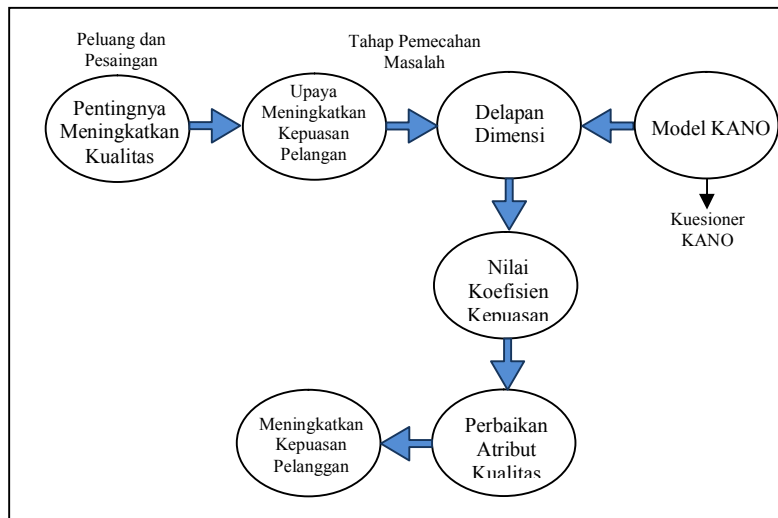 Peluang dan
Pesaingan
Tahap Pemecahan
Masalah
Pentingnya
Meningkatkan
Kualitas
Upaya
Meningkatkan
Kepuasan
Pelangan
Delapan
Dimensi
Model KANO
Kuesioner
KANO
Nilai
Koefisien
Kepuasan
Perbaikan
Atribut
Kualitas
Meningkatkan
Kepuasan
Pelanggan